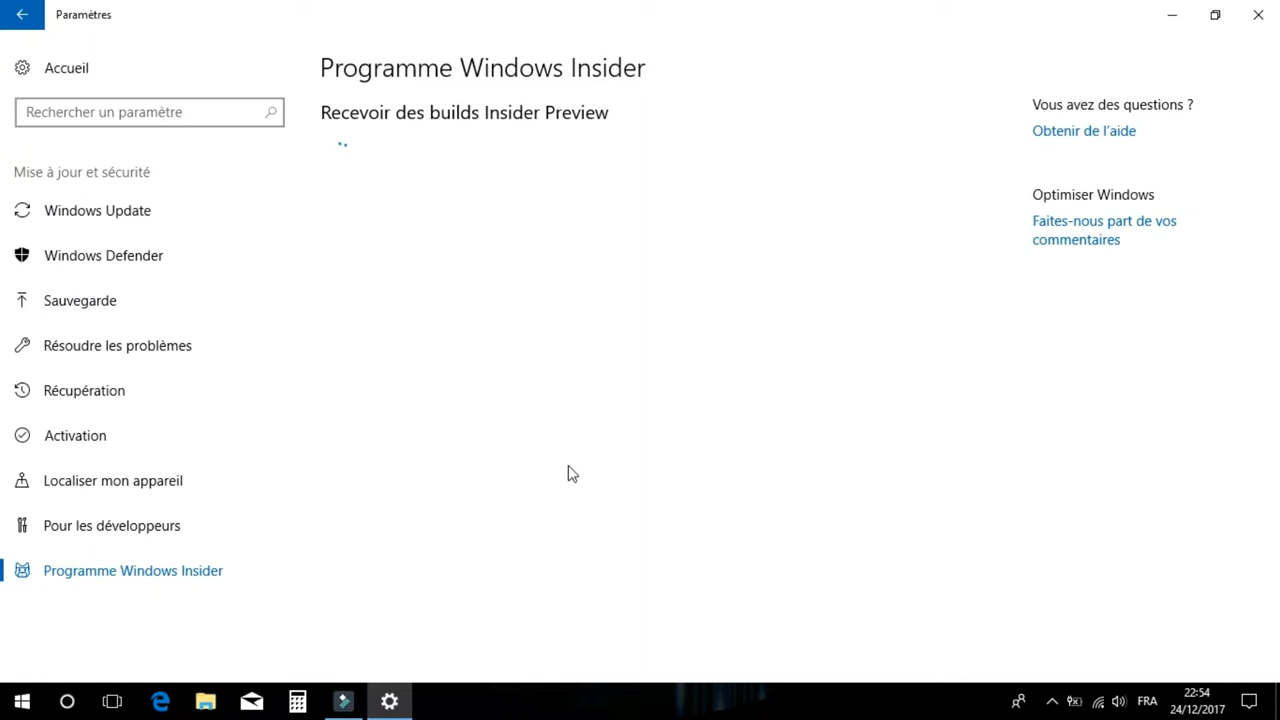 Paramètres
Accueil
Rechercher un paramètre
Mise à jour et sécurité
Windows Update
Windows Defender
Sauvegarde
Résoudre les problèmes
Récupération
Activation
Localiser mon appareil
Pour les développeurs
Programme Windows Insider
Programme Windows Insider
Recevoir des builds Insider Preview
Vous avez des questions ?
Obtenir de l’aide
Optimiser Windows
Faites-nous part de vos
commentaires
FRA
22:54
24/12/2017